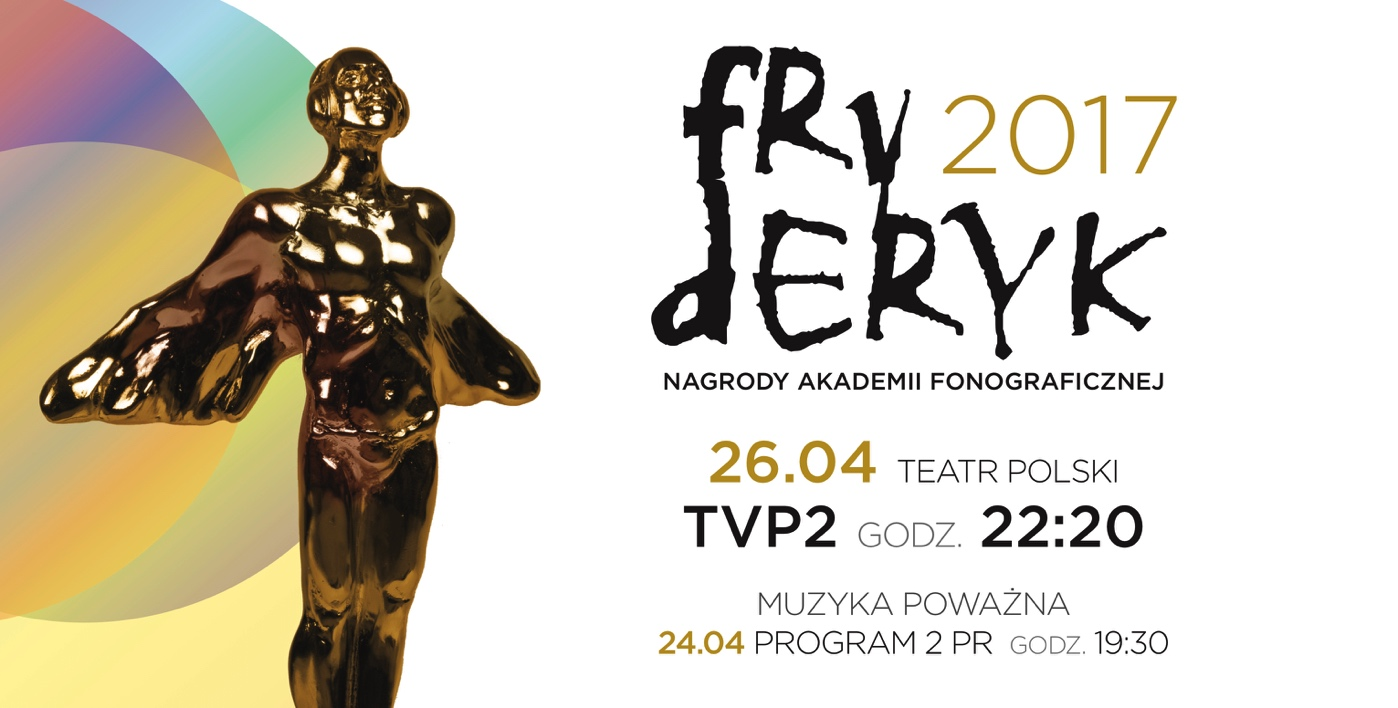 fRy 2017
dERYK
NAGRODY AKADEMII FONOGRAFICZNEJ
26.04 TEATR POLSKI
TVP2 GODZ. 22:20
MUZYKA POWAŻNA
24.04 PROGRAM 2 PR GODZ. 19:30